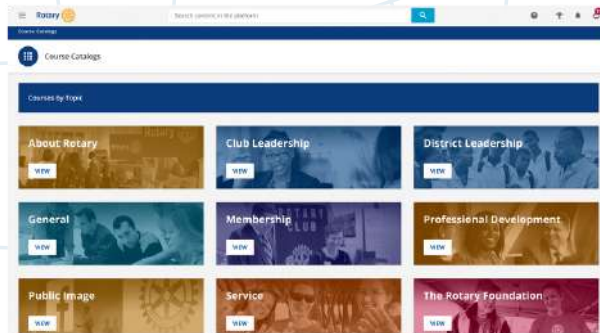 Rotary
Search content in the platform
Course Catalogs
Course Catalogs
Courses By Topic
About Rotary
VIEW
Club Leadership
VIEW
District Leadership
VIEW
General
VIEW
Membership
VIEW
Professional Development
VIEW
Public Image
VIEW
Service
VIEW
The Rotary Foundation
VIEW
ROTARY
CLUB